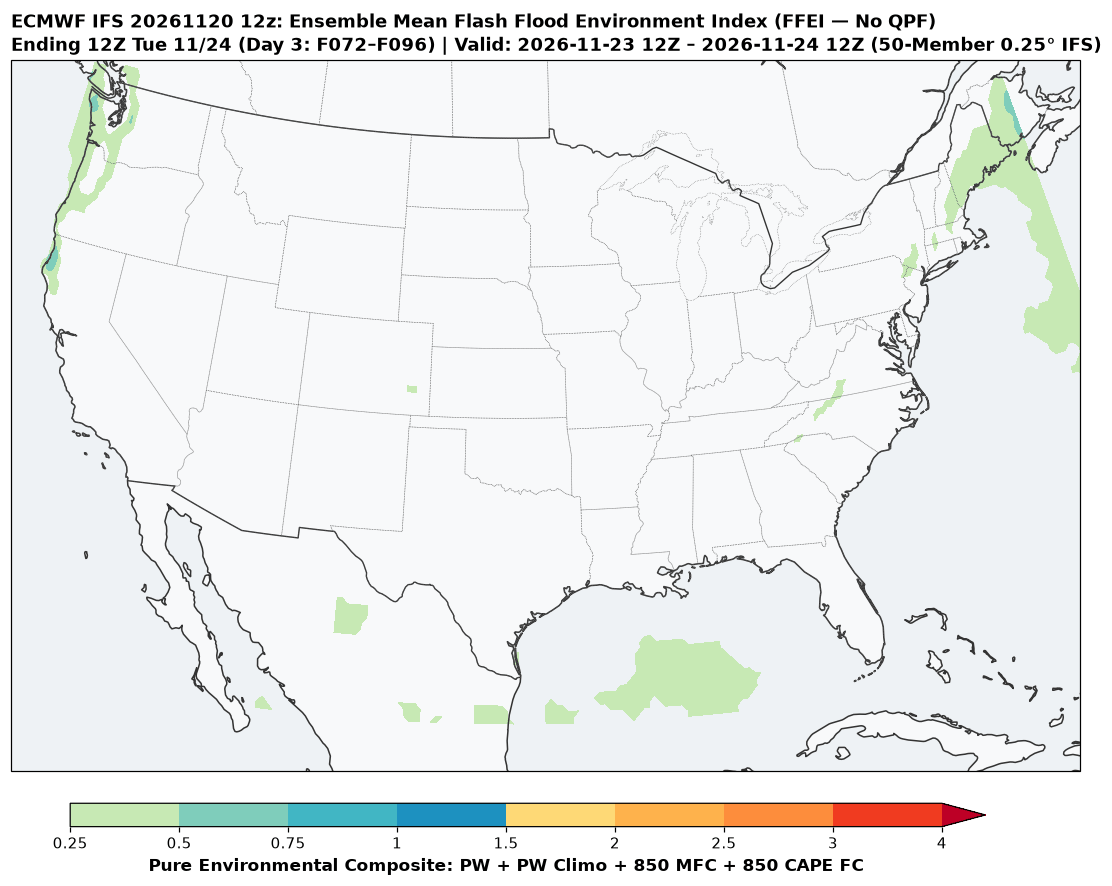 ECMWF IFS 20261120 12z: Ensemble Mean Flash Flood Environment Index (FFEI — No QPF)
Ending 12Z Tue 11/24 (Day 3: F072–F096) | Valid: 2026-11-23 12Z – 2026-11-24 12Z (50-Member 0.25° IFS)
0.25 0.5 0.75 1 1.5 2 2.5 3 4
Pure Environmental Composite: PW + PW Climo + 850 MFC + 850 CAPE FC